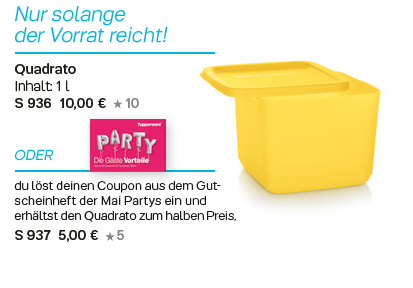 Nur solange
der Vorrat reicht!
Quadrato
Inhalt: 1 l
S 936 10,00 € ★ 10
Tupperware
PARTY
Die Gäste Vorteile
ODER
du löst deinen Coupon aus dem Gut-
scheinheft der Mai Partys ein und
erhältst den Quadrato zum halben Preis.
S 937 5,00 € ★ 5